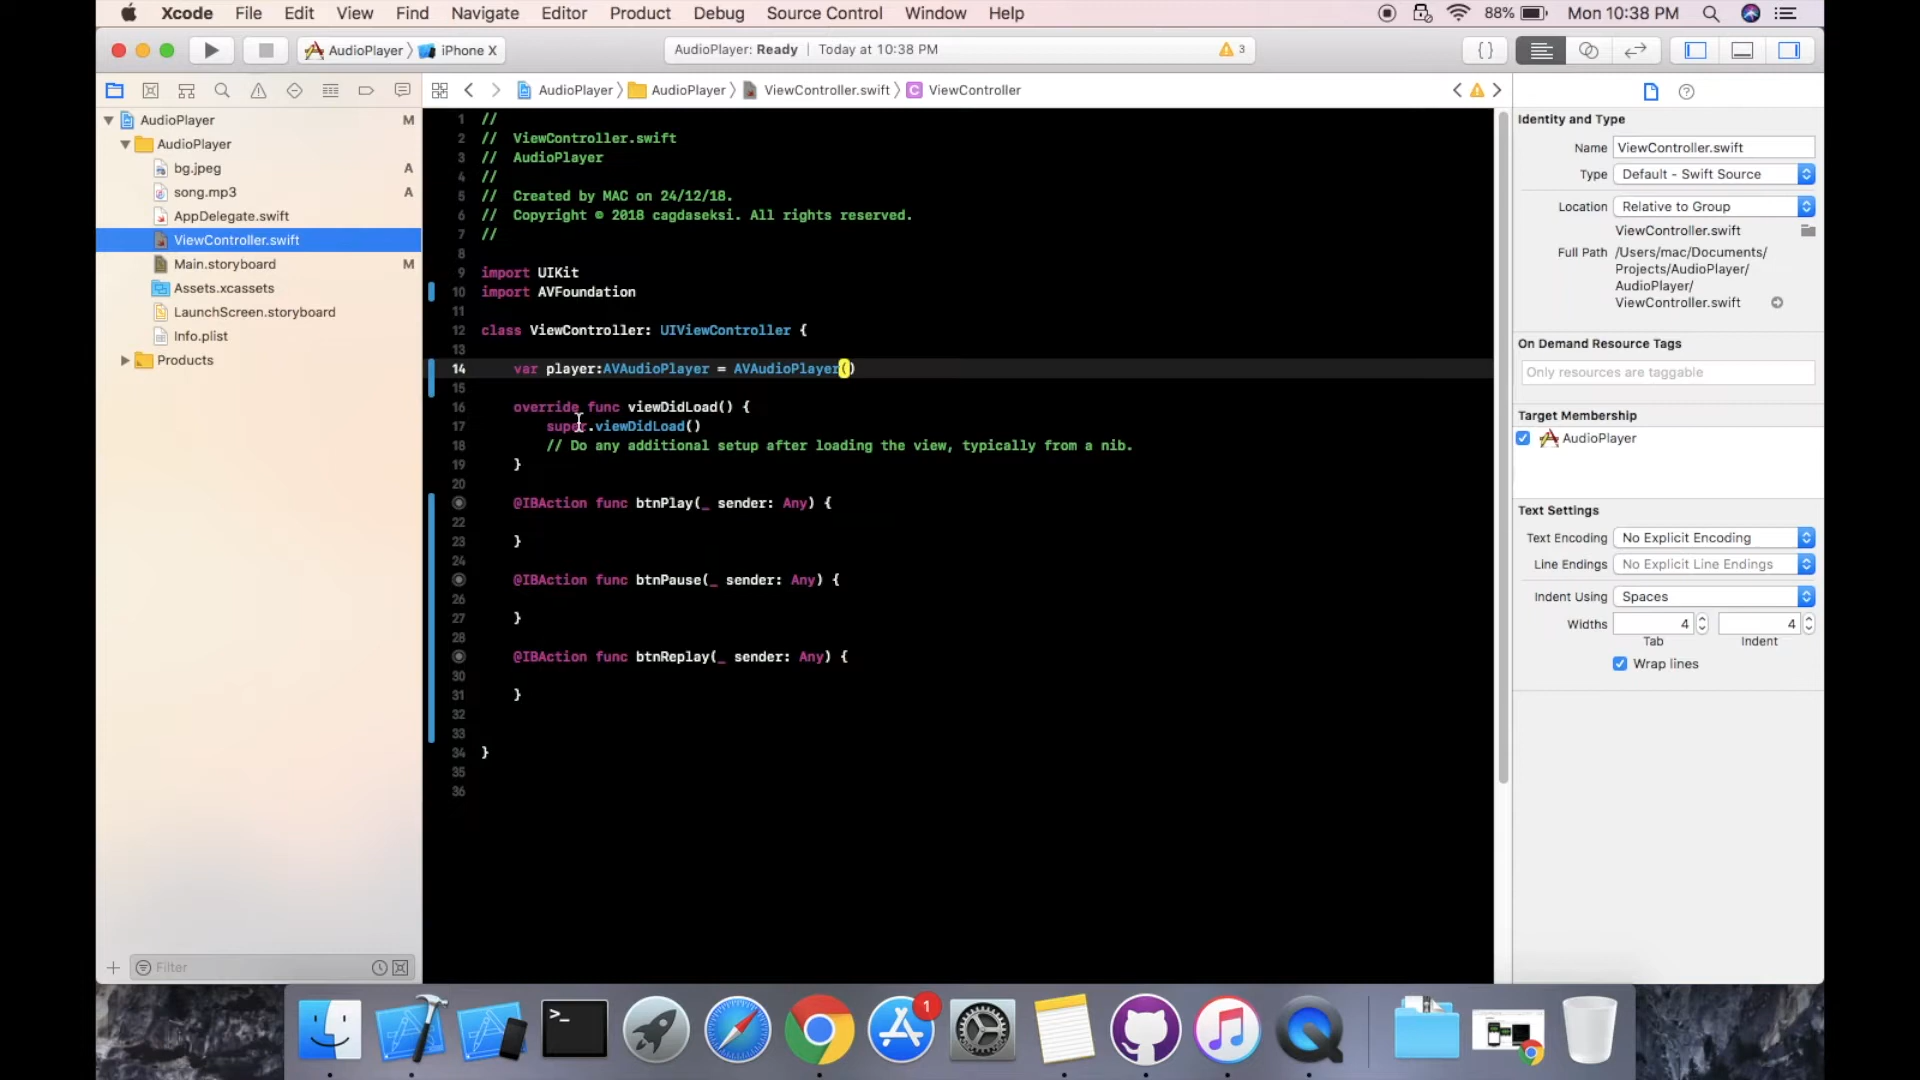 Xcode File Edit View Find Navigate Editor Product Debug Source Control Window Help 88% Mon 10:38 PM
AudioPlayer iPhone X AudioPlayer: Ready | Today at 10:38 PM 3 { }
AudioPlayer AudioPlayer ViewController.swift C ViewController
AudioPlayer M
AudioPlayer
bg.jpeg A
song.mp3 A
AppDelegate.swift
ViewController.swift
Main.storyboard M
Assets.xcassets
LaunchScreen.storyboard
Info.plist
Products
Filter
1 //
2 // ViewController.swift
3 // AudioPlayer
4 //
5 // Created by MAC on 24/12/18.
6 // Copyright © 2018 cagdaseksi. All rights reserved.
7 //
8
9 import UIKit
10 import AVFoundation
11
12 class ViewController: UIViewController {
13
14 var player:AVAudioPlayer = AVAudioPlayer()
15
16 override func viewDidLoad() {
17 super.viewDidLoad()
18 // Do any additional setup after loading the view, typically from a nib.
19 }
20
@IBAction func btnPlay(_ sender: Any) {
22
23 }
24
@IBAction func btnPause(_ sender: Any) {
26
27 }
28
@IBAction func btnReplay(_ sender: Any) {
30
31 }
32
33
34 }
35
36
Identity and Type
Name ViewController.swift
Type Default - Swift Source
Location Relative to Group
ViewController.swift
Full Path /Users/mac/Documents/
Projects/AudioPlayer/
AudioPlayer/
ViewController.swift
On Demand Resource Tags
Only resources are taggable
Target Membership
AudioPlayer
Text Settings
Text Encoding No Explicit Encoding
Line Endings No Explicit Line Endings
Indent Using Spaces
Widths 4 4
Tab Indent
Wrap lines
>_
1